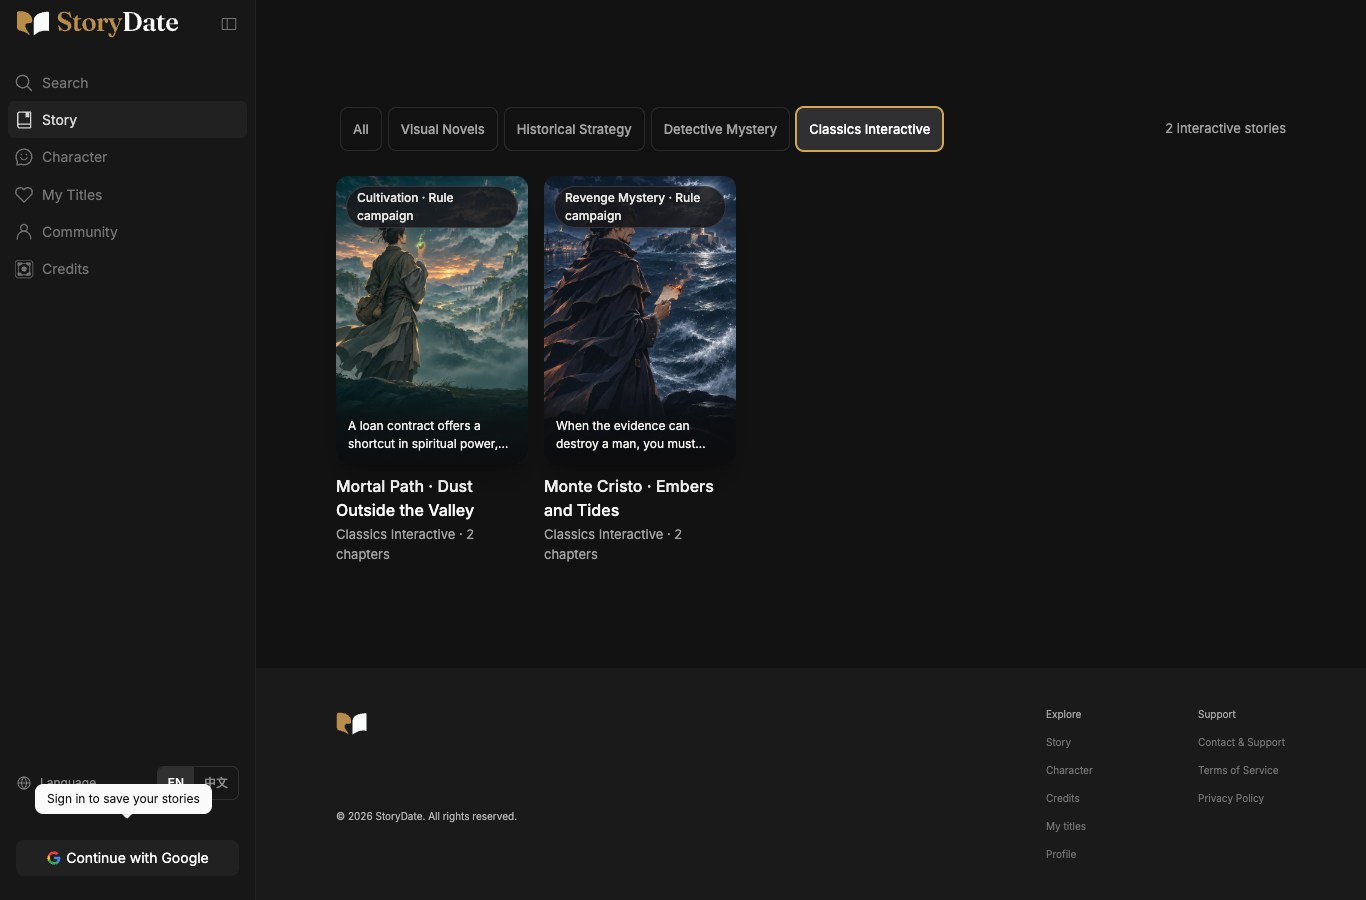 StoryDate
Search
Story
Character
My Titles
Community
Credits
Language
EN
中文
Sign in to save your stories
Continue with Google
All
Visual Novels
Historical Strategy
Detective Mystery
Classics Interactive
2 interactive stories
Cultivation · Rule
campaign
A loan contract offers a
shortcut in spiritual power,...
Mortal Path · Dust
Outside the Valley
Classics Interactive · 2
chapters
Revenge Mystery · Rule
campaign
When the evidence can
destroy a man, you must...
Monte Cristo · Embers
and Tides
Classics Interactive · 2
chapters
© 2026 StoryDate. All rights reserved.
Explore
Story
Character
Credits
My titles
Profile
Support
Contact & Support
Terms of Service
Privacy Policy